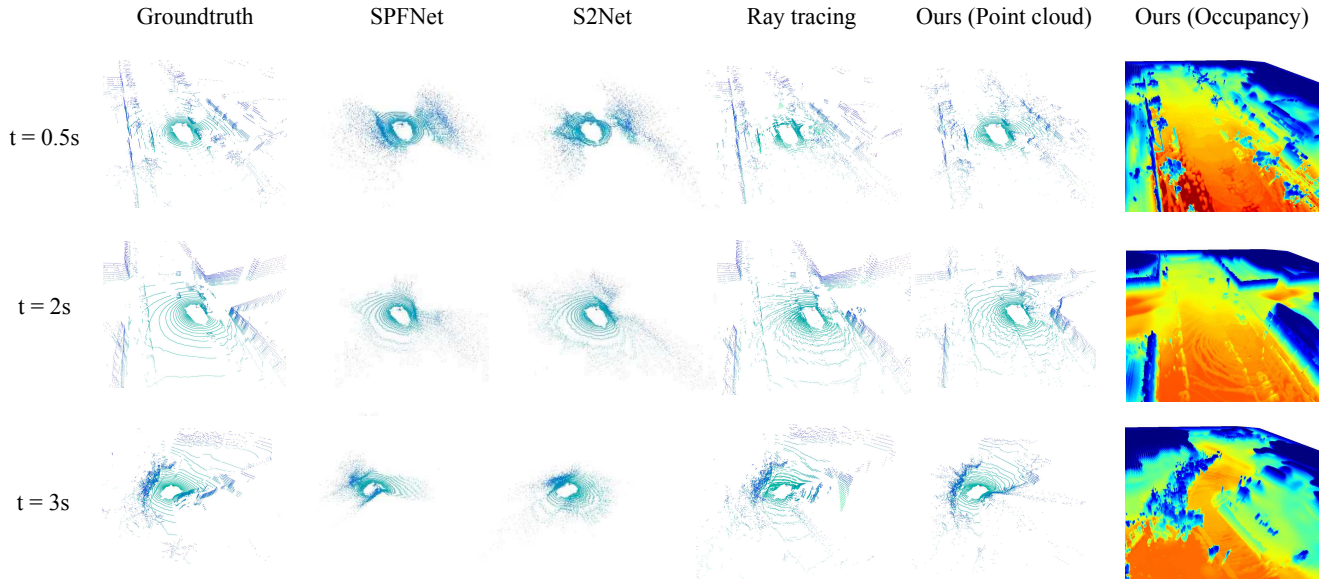 Groundtruth SPFNet S2Net Ray tracing Ours (Point cloud) Ours (Occupancy)
t = 0.5s
t = 2s
t = 3s